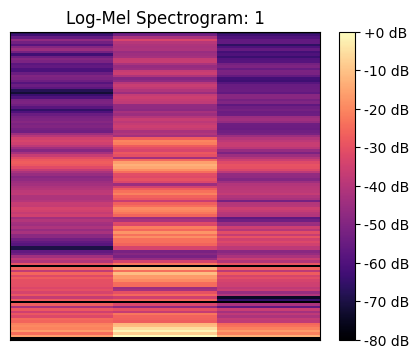 Log-Mel Spectrogram: 1
+0 dB
-10 dB
-20 dB
-30 dB
-40 dB
-50 dB
-60 dB
-70 dB
-80 dB